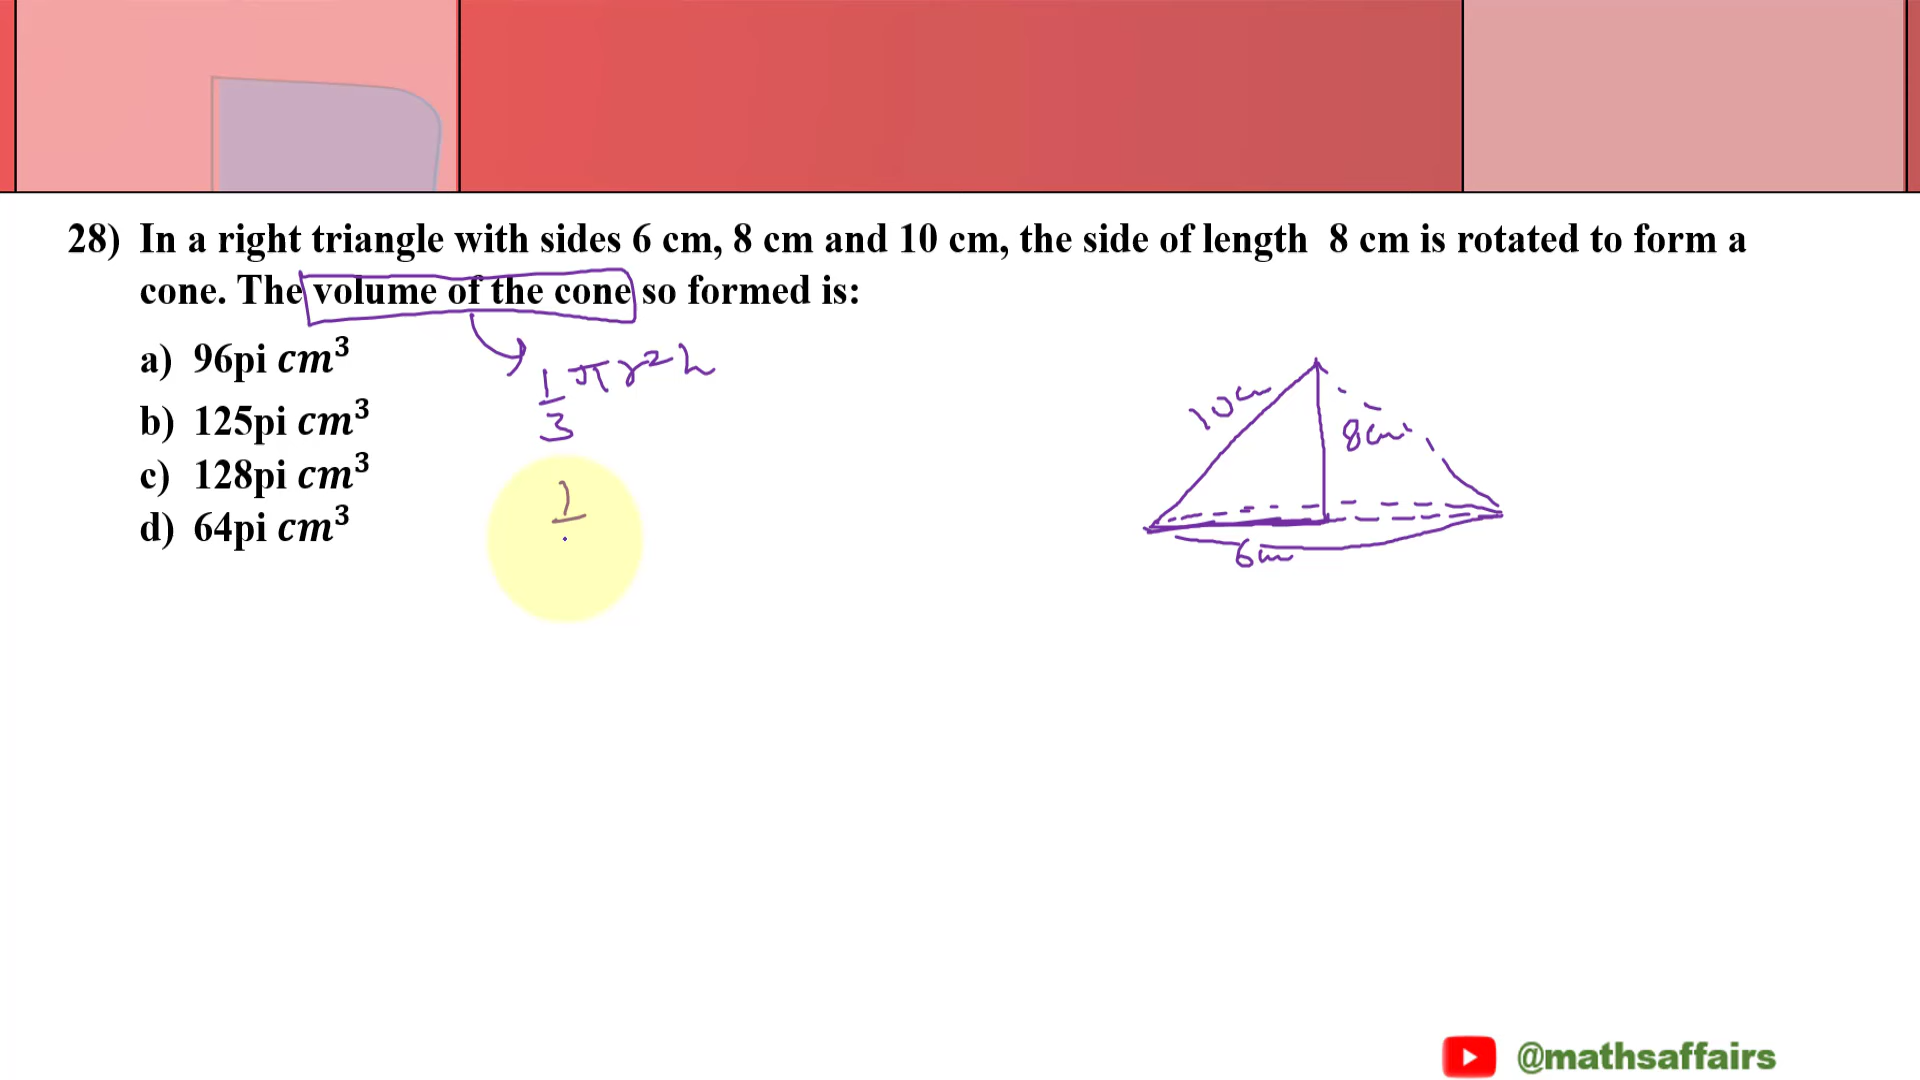 28) In a right triangle with sides 6 cm, 8 cm and 10 cm, the side of length 8 cm is rotated to form a
cone. The volume of the cone so formed is:
a) 96pi cm³
b) 125pi cm³
c) 128pi cm³
d) 64pi cm³
1/3 πr²h
1
10cm
8cm
6cm
@mathsaffairs